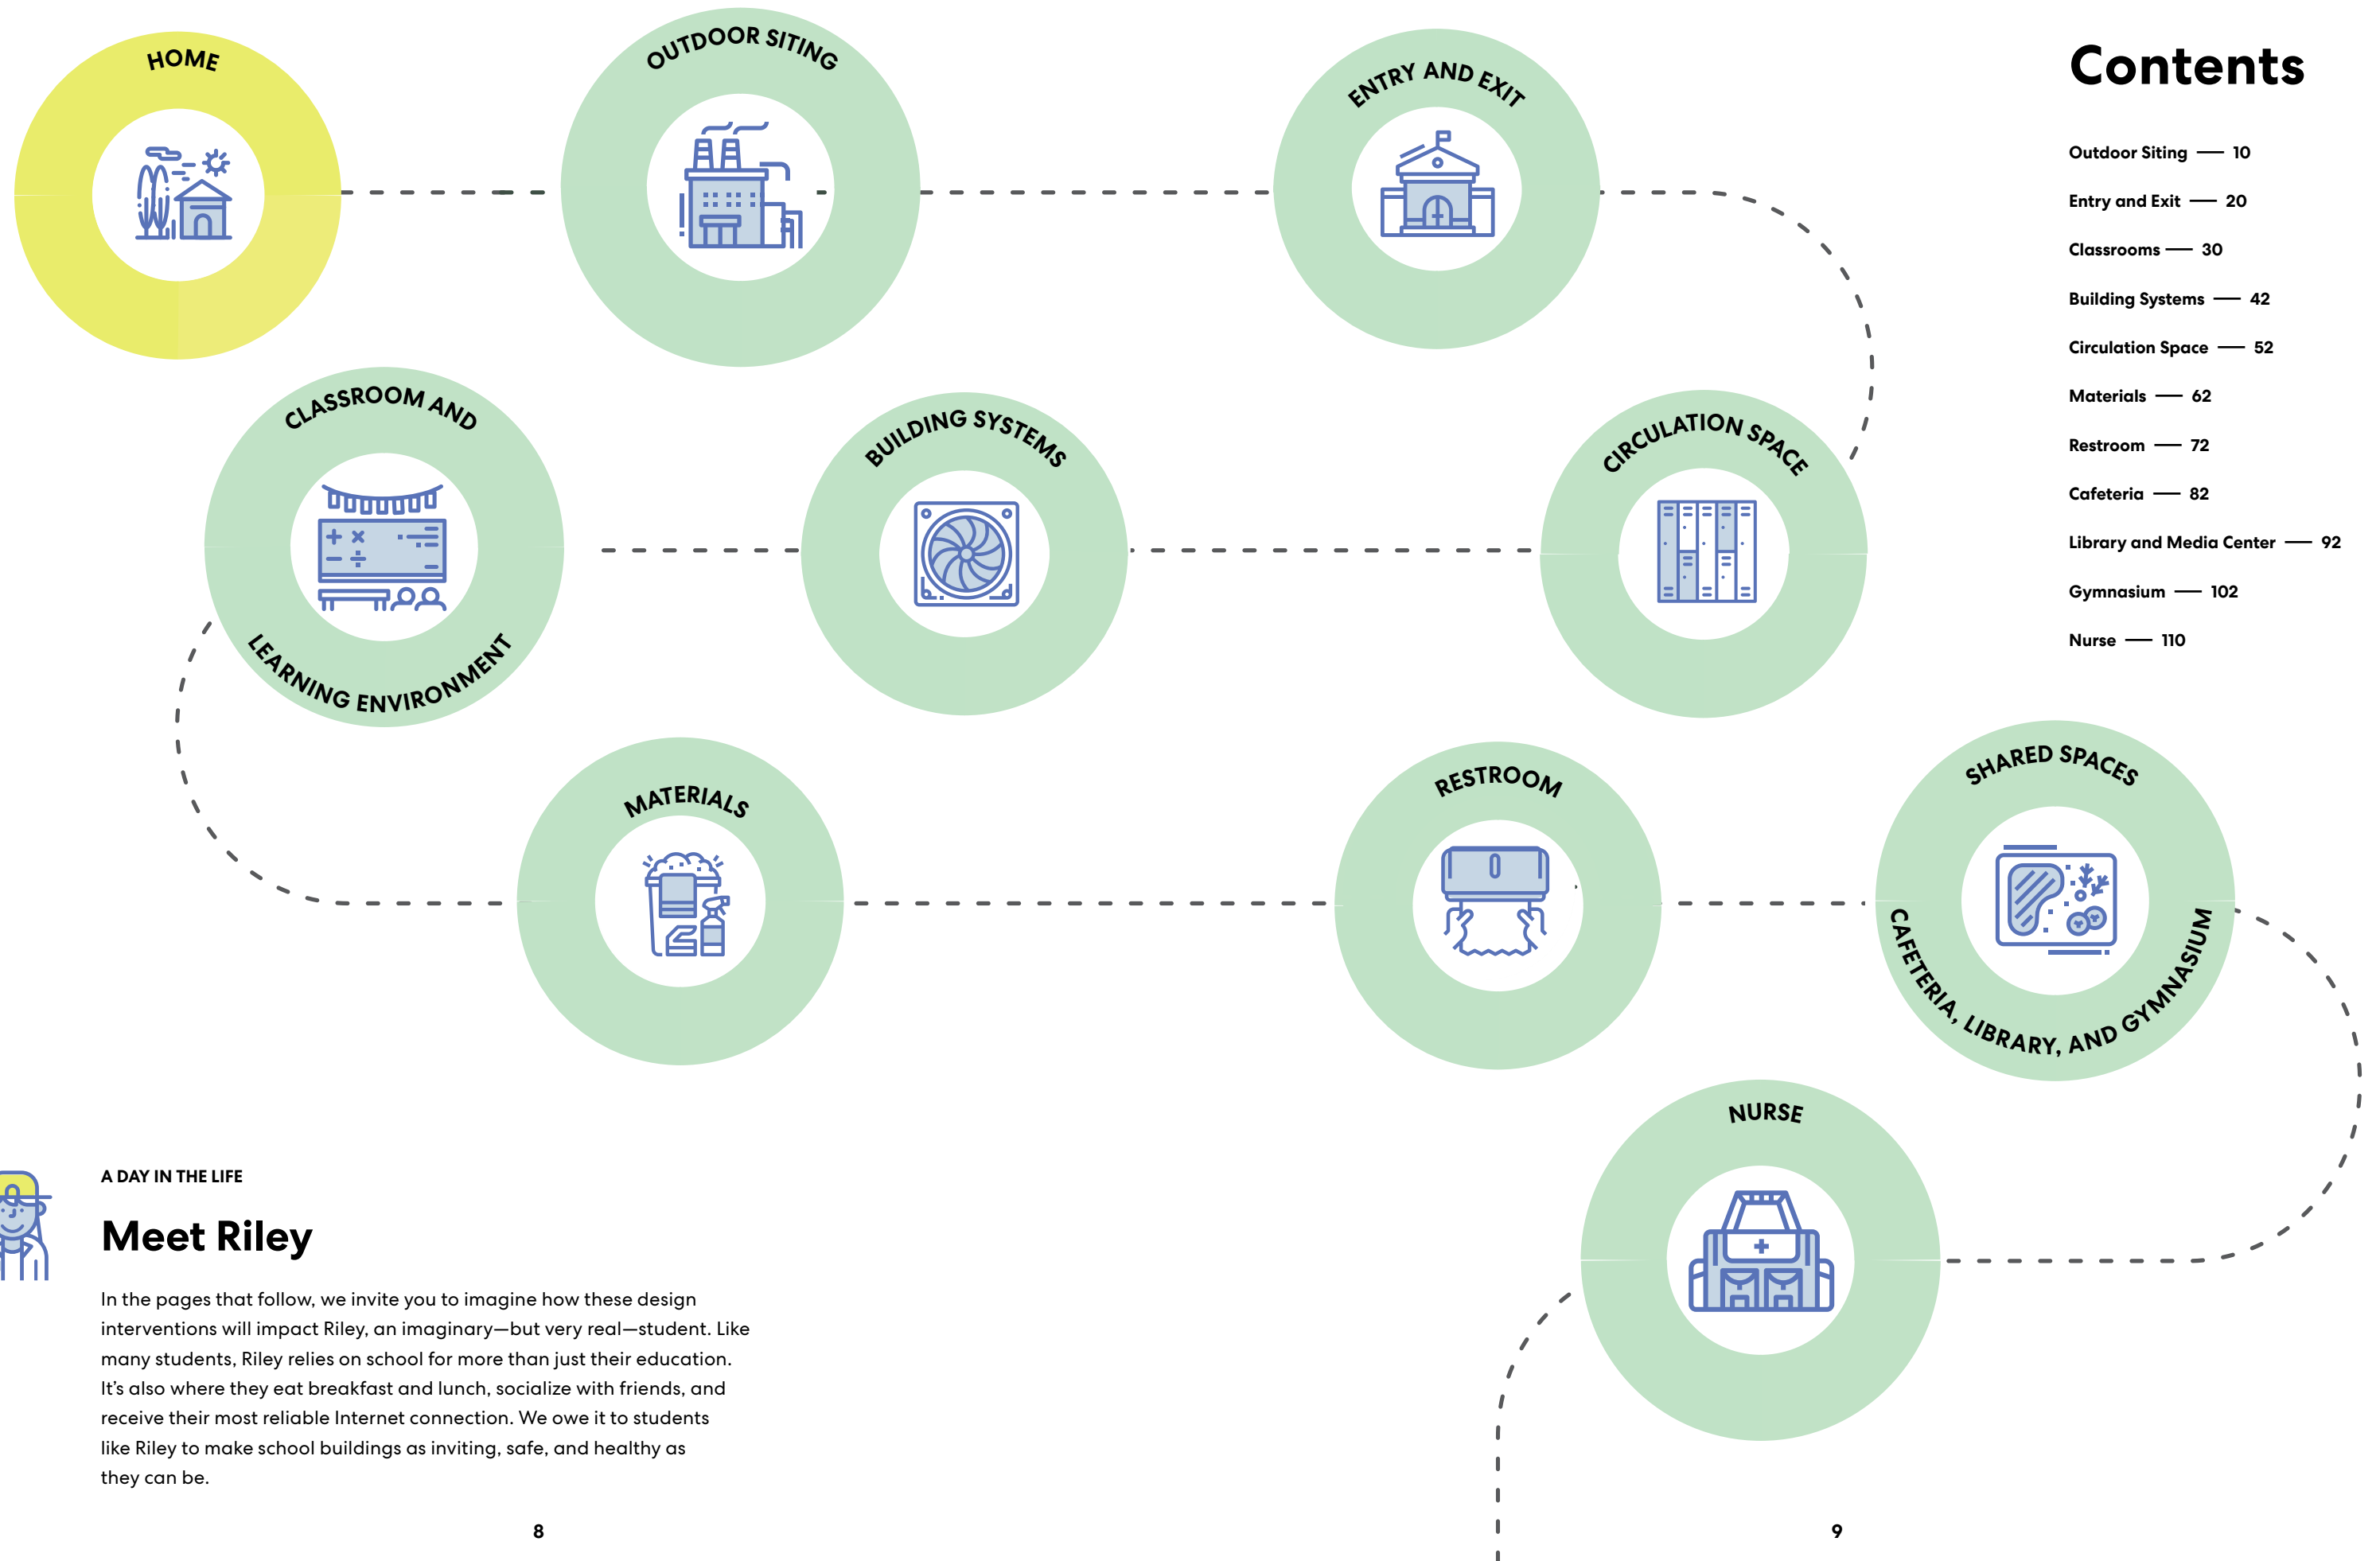 HOME
OUTDOOR SITING
ENTRY AND EXIT
CIRCULATION SPACE
BUILDING SYSTEMS
CLASSROOM AND
LEARNING ENVIRONMENT
MATERIALS
RESTROOM
SHARED SPACES
CAFETERIA, LIBRARY, AND GYMNASIUM
NURSE
Contents
Outdoor Siting — 10
Entry and Exit — 20
Classrooms — 30
Building Systems — 42
Circulation Space — 52
Materials — 62
Restroom — 72
Cafeteria — 82
Library and Media Center — 92
Gymnasium — 102
Nurse — 110
A DAY IN THE LIFE
Meet Riley
In the pages that follow, we invite you to imagine how these design
interventions will impact Riley, an imaginary—but very real—student. Like
many students, Riley relies on school for more than just their education.
It’s also where they eat breakfast and lunch, socialize with friends, and
receive their most reliable Internet connection. We owe it to students
like Riley to make school buildings as inviting, safe, and healthy as
they can be.
8
9